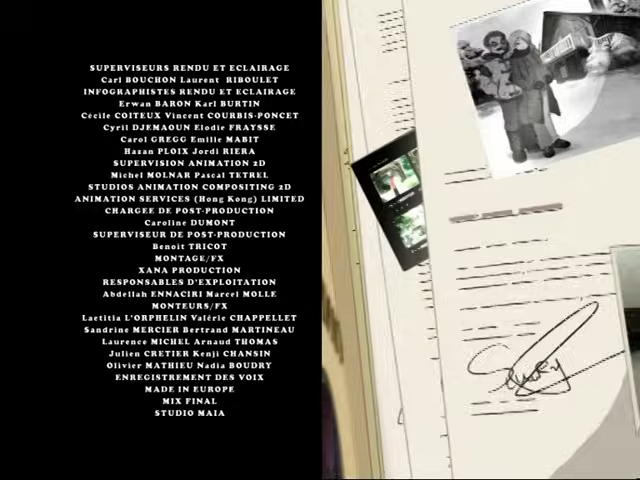 SUPERVISEURS RENDU ET ECLAIRAGE
Carl BOUCHON Laurent RIBOULET
INFOGRAPHISTES RENDU ET ECLAIRAGE
Erwan BARON Karl BURTIN
Cécile COITEUX Vincent COURBIS-PONCET
Cyril DJEMAOUN Elodie FRAYSSE
Carol GREGG Emilie MABIT
Hazan PLOIX Jordi RIERA
SUPERVISION ANIMATION 2D
Michel MOLNAR Pascal TETREL
STUDIOS ANIMATION COMPOSITING 2D
ANIMATION SERVICES (Hong Kong) LIMITED
CHARGEE DE POST-PRODUCTION
Caroline DUMONT
SUPERVISEUR DE POST-PRODUCTION
Benoit TRICOT
MONTAGE/FX
XANA PRODUCTION
RESPONSABLES D'EXPLOITATION
Abdellah ENNACIRI Marcel MOLLE
MONTEURS/FX
Laetitia L'ORPHELIN Valérie CHAPPELLET
Sandrine MERCIER Bertrand MARTINEAU
Laurence MICHEL Arnaud THOMAS
Julien CRETIER Kenji CHANSIN
Olivier MATHIEU Nadia BOUDRY
ENREGISTREMENT DES VOIX
MADE IN EUROPE
MIX FINAL
STUDIO MAIA